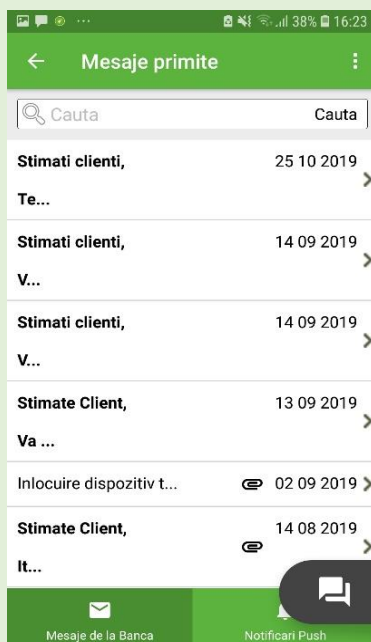 38% 16:23
Mesaje primite
Cauta Cauta
Stimati clienti, 25 10 2019
Te...
Stimati clienti, 14 09 2019
V...
Stimati clienti, 14 09 2019
V...
Stimate Client, 13 09 2019
Va ...
Inlocuire dispozitiv t... 02 09 2019
Stimate Client, 14 08 2019
It...
Mesaje de la Banca Notificari Push